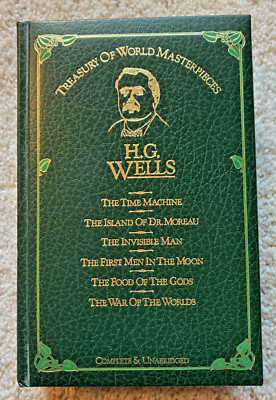 TREASURY OF WORLD MASTERPIECES
H.G.
WELLS
THE TIME MACHINE
THE ISLAND OF DR. MOREAU
THE INVISIBLE MAN
THE FIRST MEN IN THE MOON
THE FOOD OF THE GODS
THE WAR OF THE WORLDS
COMPLETE & UNABRIDGED